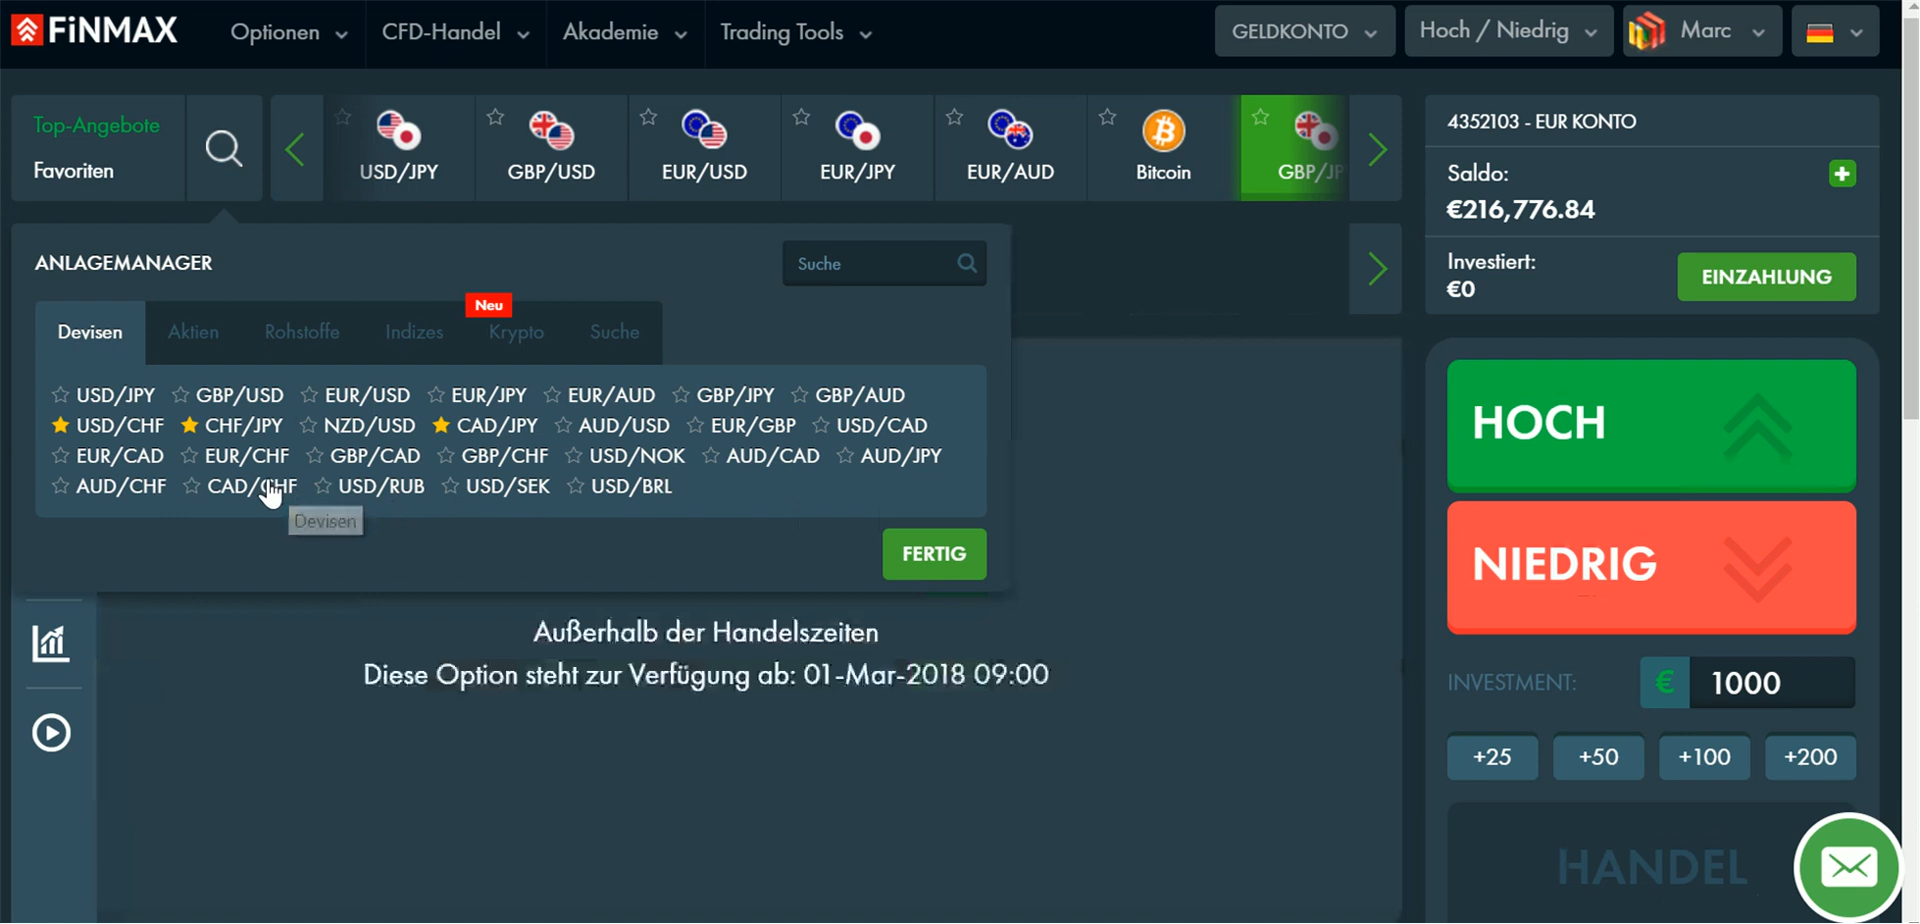 FiNMAX
Optionen
CFD-Handel
Akademie
Trading Tools
GELDKONTO
Hoch / Niedrig
Marc
Top-Angebote
Favoriten
USD/JPY
GBP/USD
EUR/USD
EUR/JPY
EUR/AUD
Bitcoin
GBP/JP
4352103 - EUR KONTO
Saldo:
€216,776.84
Investiert:
€0
EINZAHLUNG
ANLAGEMANAGER
Suche
Neu
Devisen Aktien Rohstoffe Indizes Krypto Suche
USD/JPY GBP/USD EUR/USD EUR/JPY EUR/AUD GBP/JPY GBP/AUD
USD/CHF CHF/JPY NZD/USD CAD/JPY AUD/USD EUR/GBP USD/CAD
EUR/CAD EUR/CHF GBP/CAD GBP/CHF USD/NOK AUD/CAD AUD/JPY
AUD/CHF CAD/CHF USD/RUB USD/SEK USD/BRL
Devisen
FERTIG
Außerhalb der Handelszeiten
Diese Option steht zur Verfügung ab: 01-Mar-2018 09:00
HOCH
NIEDRIG
INVESTMENT: € 1000
+25 +50 +100 +200
HANDEL